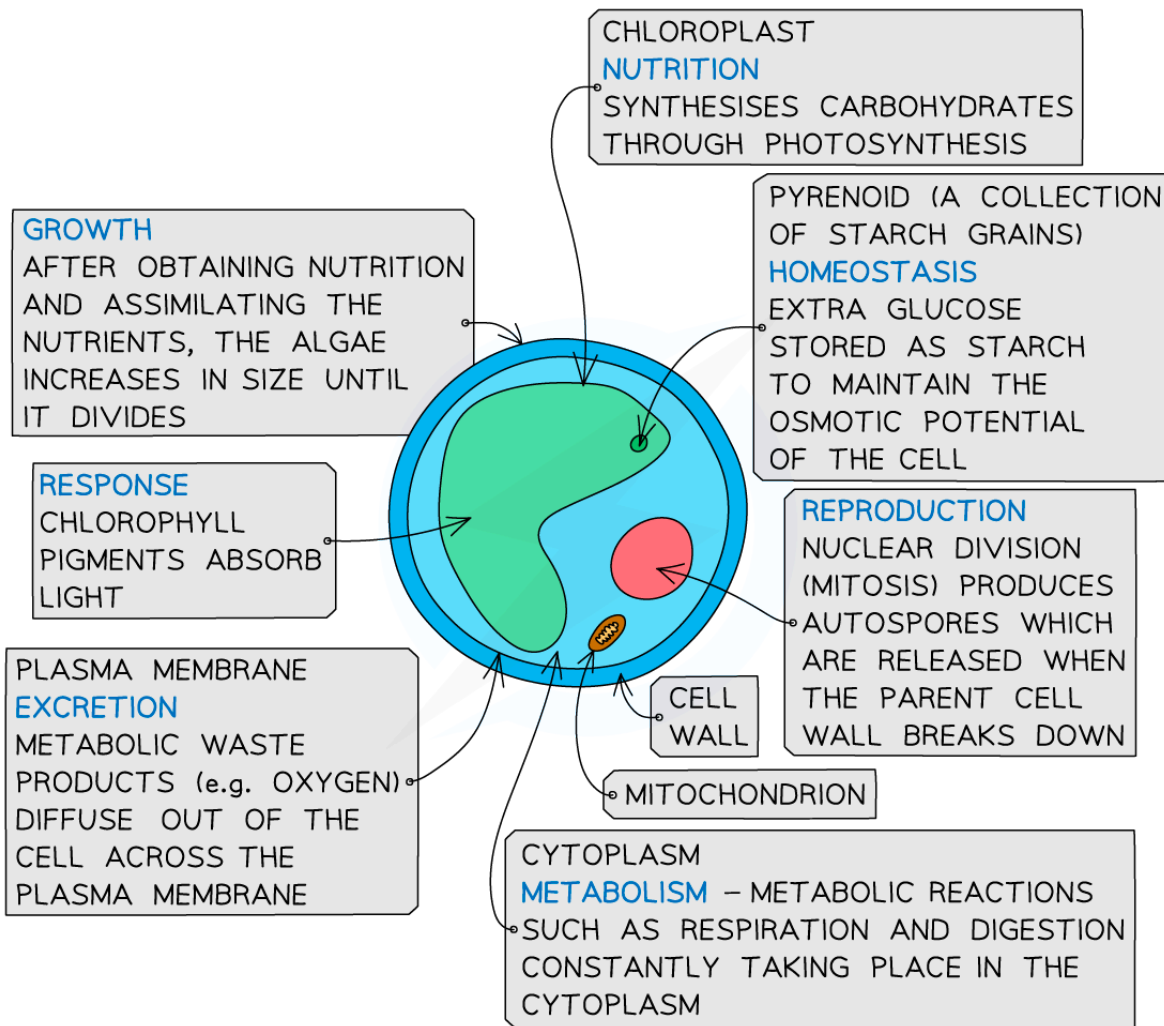 CHLOROPLAST
NUTRITION
SYNTHESISES CARBOHYDRATES
THROUGH PHOTOSYNTHESIS
PYRENOID (A COLLECTION
OF STARCH GRAINS)
HOMEOSTASIS
EXTRA GLUCOSE
STORED AS STARCH
TO MAINTAIN THE
OSMOTIC POTENTIAL
OF THE CELL
GROWTH
AFTER OBTAINING NUTRITION
AND ASSIMILATING THE
NUTRIENTS, THE ALGAE
INCREASES IN SIZE UNTIL
IT DIVIDES
RESPONSE
CHLOROPHYLL
PIGMENTS ABSORB
LIGHT
REPRODUCTION
NUCLEAR DIVISION
(MITOSIS) PRODUCES
AUTOSPORES WHICH
ARE RELEASED WHEN
THE PARENT CELL
WALL BREAKS DOWN
PLASMA MEMBRANE
EXCRETION
METABOLIC WASTE
PRODUCTS (e.g. OXYGEN)
DIFFUSE OUT OF THE
CELL ACROSS THE
PLASMA MEMBRANE
CELL
WALL
MITOCHONDRION
CYTOPLASM
METABOLISM – METABOLIC REACTIONS
SUCH AS RESPIRATION AND DIGESTION
CONSTANTLY TAKING PLACE IN THE
CYTOPLASM